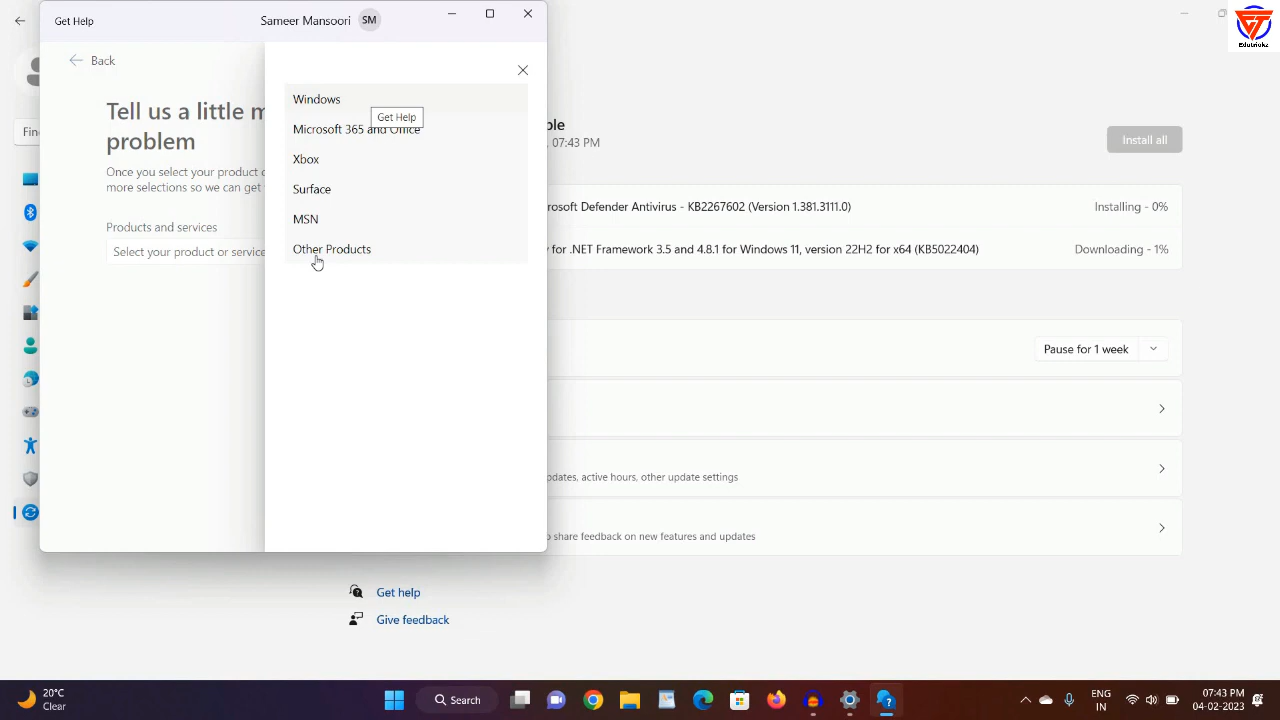 Get Help
Sameer Mansoori SM
Back
Tell us a little m
problem
Once you select your product o
more selections so we can get
Products and services
Select your product or service
Windows
Get Help
Microsoft 365 and Office
Xbox
Surface
MSN
Other Products
Fin
ble
, 07:43 PM
Install all
rosoft Defender Antivirus - KB2267602 (Version 1.381.3111.0)
Installing - 0%
for .NET Framework 3.5 and 4.8.1 for Windows 11, version 22H2 for x64 (KB5022404)
Downloading - 1%
Pause for 1 week
pdates, active hours, other update settings
o share feedback on new features and updates
Get help
Give feedback
Edutrickz
20°C
Clear
Search
ENG
IN
07:43 PM
04-02-2023